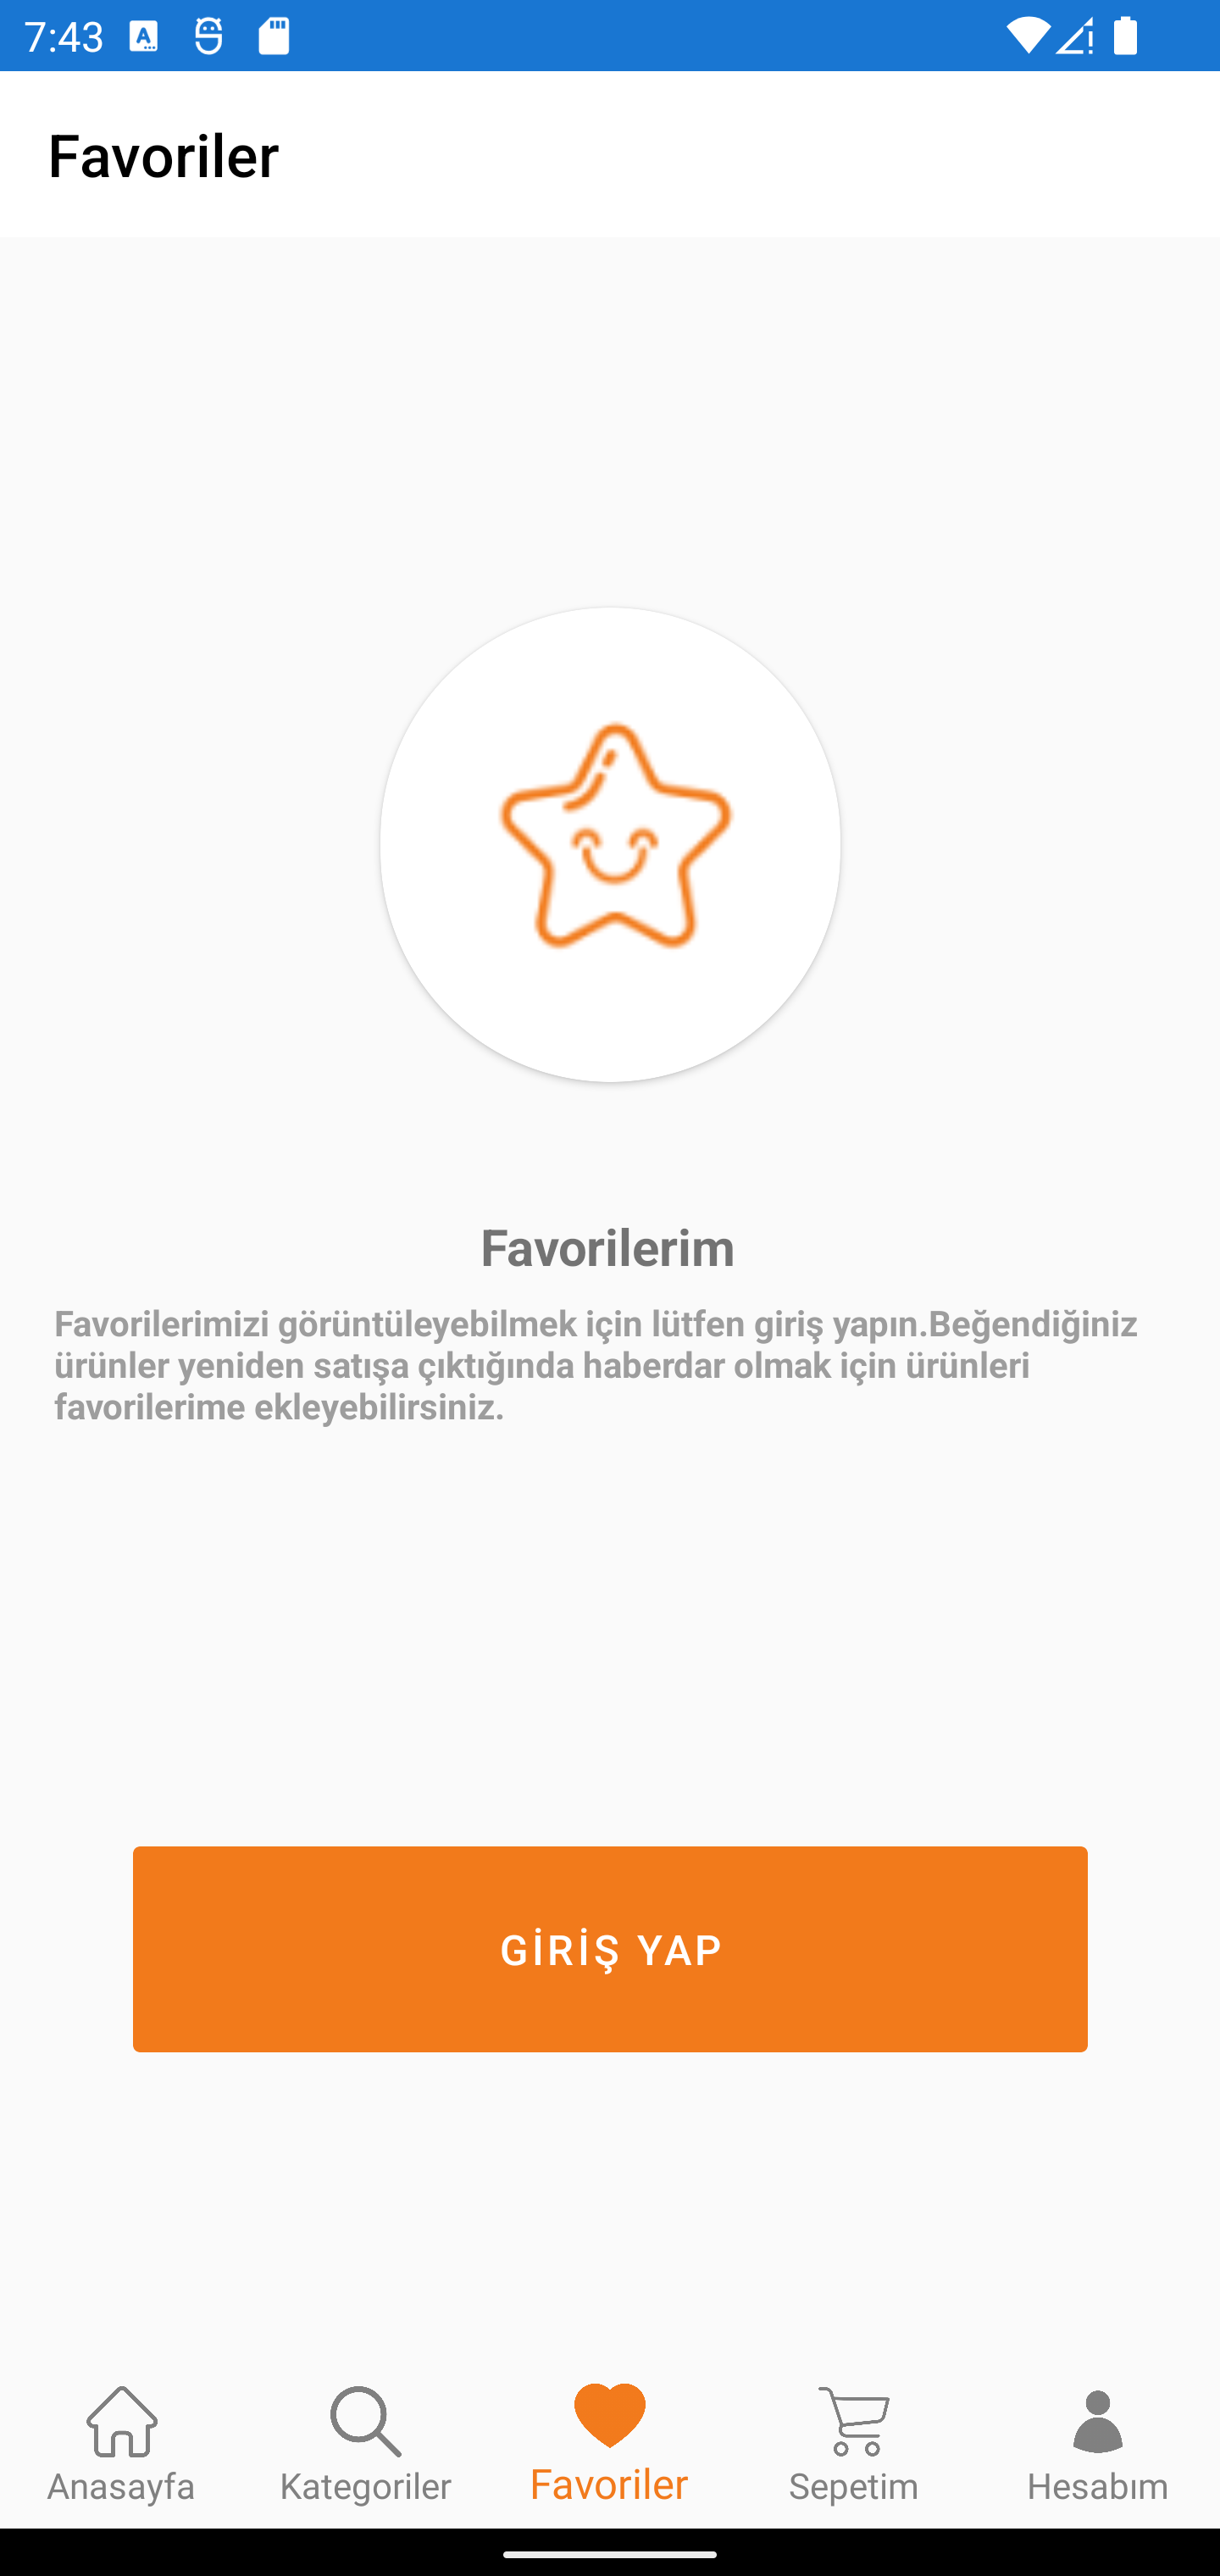 7:43
Favoriler
Favorilerim
Favorilerimizi görüntüleyebilmek için lütfen giriş yapın.Beğendiğiniz
ürünler yeniden satışa çıktığında haberdar olmak için ürünleri
favorilerime ekleyebilirsiniz.
GİRİŞ YAP
Anasayfa
Kategoriler
Favoriler
Sepetim
Hesabım